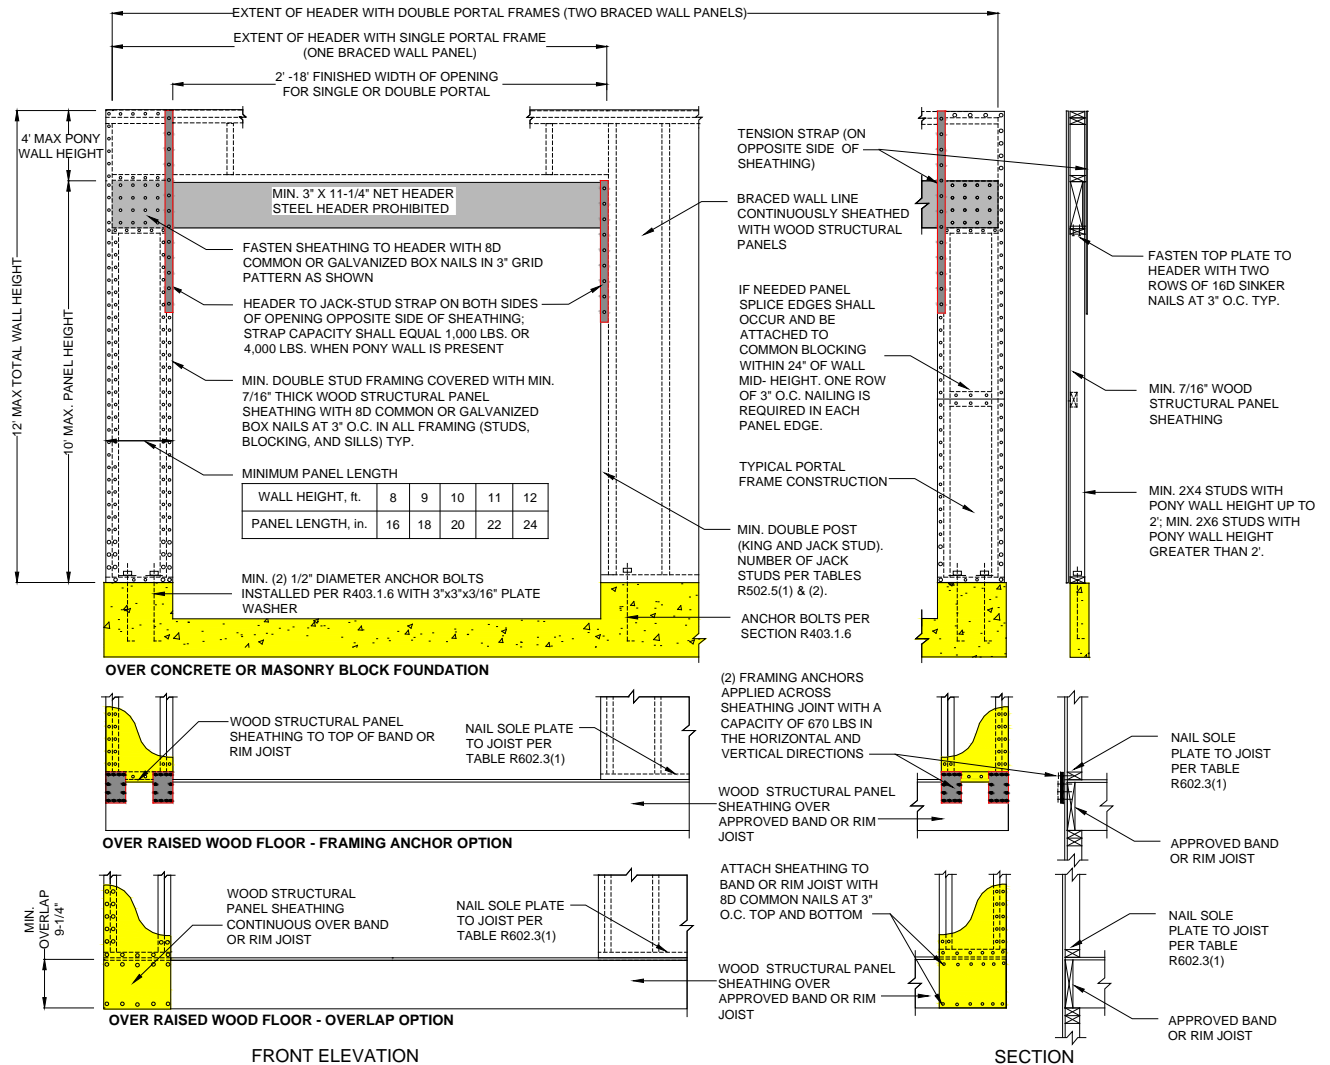 EXTENT OF HEADER WITH DOUBLE PORTAL FRAMES (TWO BRACED WALL PANELS)
EXTENT OF HEADER WITH SINGLE PORTAL FRAME
(ONE BRACED WALL PANEL)
2' -18' FINISHED WIDTH OF OPENING
FOR SINGLE OR DOUBLE PORTAL
4' MAX PONY
WALL HEIGHT
12' MAX TOTAL WALL HEIGHT
10' MAX. PANEL HEIGHT
MIN. 3" X 11-1/4" NET HEADER
STEEL HEADER PROHIBITED
FASTEN SHEATHING TO HEADER WITH 8D
COMMON OR GALVANIZED BOX NAILS IN 3" GRID
PATTERN AS SHOWN
HEADER TO JACK-STUD STRAP ON BOTH SIDES
OF OPENING OPPOSITE SIDE OF SHEATHING;
STRAP CAPACITY SHALL EQUAL 1,000 LBS. OR
4,000 LBS. WHEN PONY WALL IS PRESENT
MIN. DOUBLE STUD FRAMING COVERED WITH MIN.
7/16" THICK WOOD STRUCTURAL PANEL
SHEATHING WITH 8D COMMON OR GALVANIZED
BOX NAILS AT 3" O.C. IN ALL FRAMING (STUDS,
BLOCKING, AND SILLS) TYP.
MINIMUM PANEL LENGTH
WALL HEIGHT, ft. 8 9 10 11 12
PANEL LENGTH, in. 16 18 20 22 24
MIN. (2) 1/2" DIAMETER ANCHOR BOLTS
INSTALLED PER R403.1.6 WITH 3"x3"x3/16" PLATE
WASHER
TENSION STRAP (ON
OPPOSITE SIDE OF
SHEATHING)
BRACED WALL LINE
CONTINUOUSLY SHEATHED
WITH WOOD STRUCTURAL
PANELS
IF NEEDED PANEL
SPLICE EDGES SHALL
OCCUR AND BE
ATTACHED TO
COMMON BLOCKING
WITHIN 24" OF WALL
MID- HEIGHT. ONE ROW
OF 3" O.C. NAILING IS
REQUIRED IN EACH
PANEL EDGE.
TYPICAL PORTAL
FRAME CONSTRUCTION
MIN. DOUBLE POST
(KING AND JACK STUD).
NUMBER OF JACK
STUDS PER TABLES
R502.5(1) & (2).
ANCHOR BOLTS PER
SECTION R403.1.6
FASTEN TOP PLATE TO
HEADER WITH TWO
ROWS OF 16D SINKER
NAILS AT 3" O.C. TYP.
MIN. 7/16" WOOD
STRUCTURAL PANEL
SHEATHING
MIN. 2X4 STUDS WITH
PONY WALL HEIGHT UP TO
2'; MIN. 2X6 STUDS WITH
PONY WALL HEIGHT
GREATER THAN 2'.
OVER CONCRETE OR MASONRY BLOCK FOUNDATION
WOOD STRUCTURAL PANEL
SHEATHING TO TOP OF BAND OR
RIM JOIST
NAIL SOLE PLATE
TO JOIST PER
TABLE R602.3(1)
(2) FRAMING ANCHORS
APPLIED ACROSS
SHEATHING JOINT WITH A
CAPACITY OF 670 LBS IN
THE HORIZONTAL AND
VERTICAL DIRECTIONS
WOOD STRUCTURAL PANEL
SHEATHING OVER
APPROVED BAND OR RIM
JOIST
NAIL SOLE
PLATE TO JOIST
PER TABLE
R602.3(1)
APPROVED BAND
OR RIM JOIST
OVER RAISED WOOD FLOOR - FRAMING ANCHOR OPTION
MIN.
OVERLAP
9-1/4"
WOOD STRUCTURAL
PANEL SHEATHING
CONTINUOUS OVER BAND
OR RIM JOIST
NAIL SOLE PLATE
TO JOIST PER
TABLE R602.3(1)
ATTACH SHEATHING TO
BAND OR RIM JOIST WITH
8D COMMON NAILS AT 3"
O.C. TOP AND BOTTOM
WOOD STRUCTURAL PANEL
SHEATHING OVER
APPROVED BAND OR RIM
JOIST
NAIL SOLE
PLATE TO JOIST
PER TABLE
R602.3(1)
APPROVED BAND
OR RIM JOIST
OVER RAISED WOOD FLOOR - OVERLAP OPTION
FRONT ELEVATION
SECTION